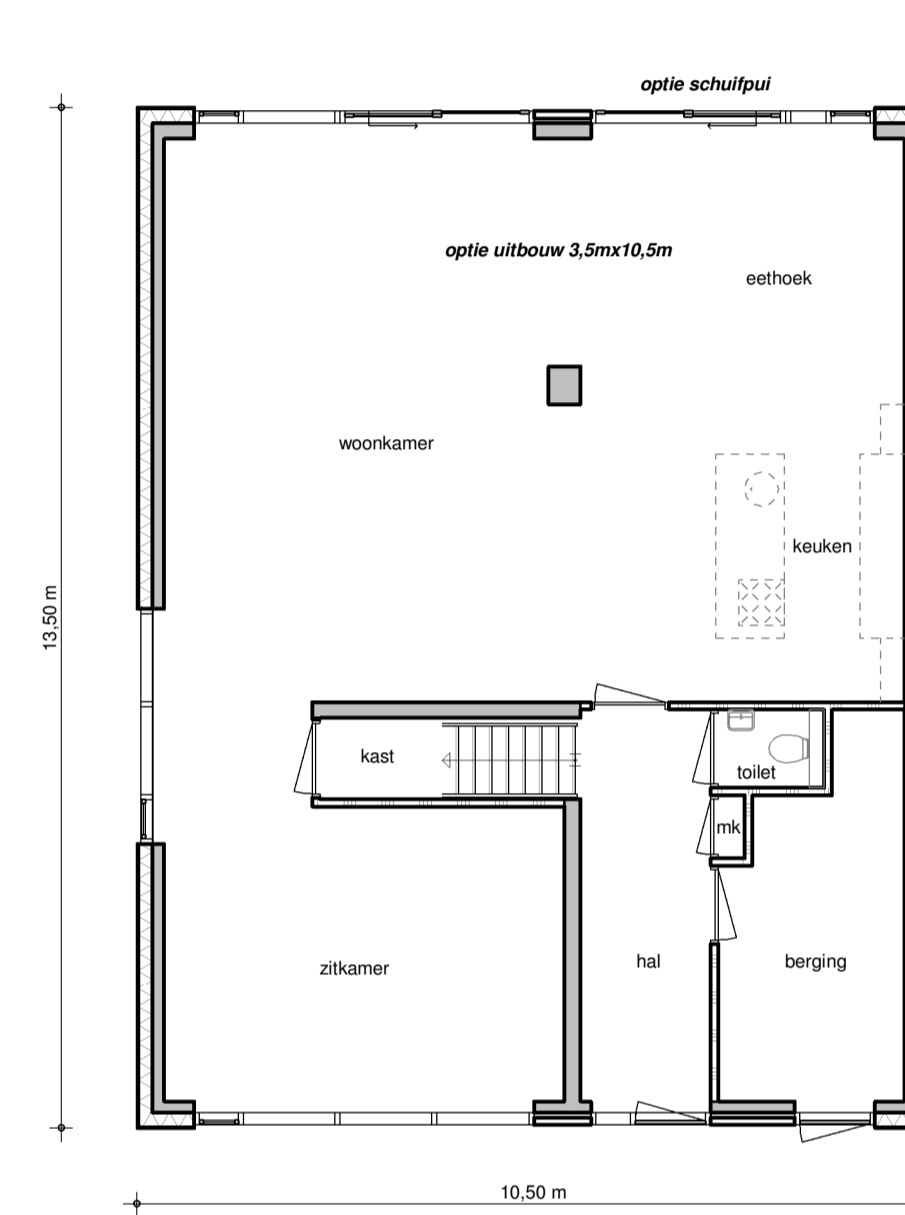 optie schuifpui
optie uitbouw 3,5mx10,5m
eethoek
woonkamer
keuken
13,50 m
kast
toilet
mk
zitkamer
hal
berging
10,50 m